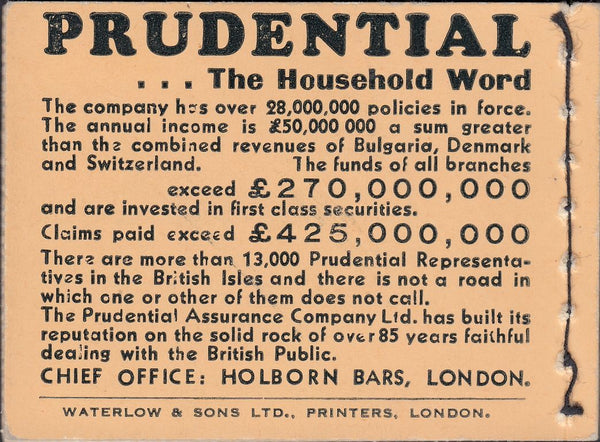 PRUDENTIAL
... The Household Word
The company has over 28,000,000 policies in force.
The annual income is £50,000 000 a sum greater
than the combined revenues of Bulgaria, Denmark
and Switzerland. The funds of all branches
exceed £270,000,000
and are invested in first class securities.
Claims paid exceed £425,000,000
There are more than 13,000 Prudential Representa-
tives in the British Isles and there is not a road in
which one or other of them does not call.
The Prudential Assurance Company Ltd. has built its
reputation on the solid rock of over 85 years faithful
dealing with the British Public.
CHIEF OFFICE: HOLBORN BARS, LONDON.
WATERLOW & SONS LTD., PRINTERS, LONDON.